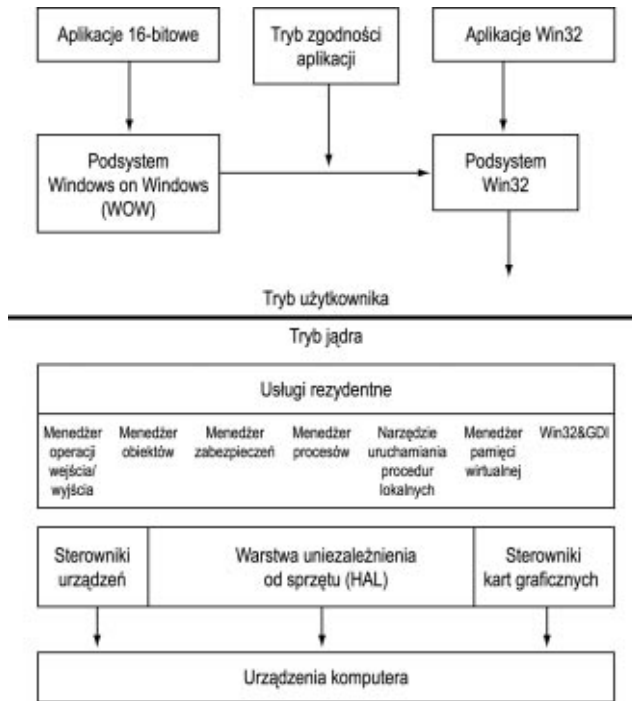 Aplikacje 16-bitowe
Tryb zgodności
aplikacji
Aplikacje Win32
Podsystem
Windows on Windows
(WOW)
Podsystem
Win32
Tryb użytkownika
Tryb jądra
Usługi rezydentne
Menedżer
operacji
wejścia/
wyjścia
Menedżer
obiektów
Menedżer
zabezpieczeń
Menedżer
procesów
Narzędzie
uruchamiania
procedur
lokalnych
Menedżer
pamięci
wirtualnej
Win32&GDI
Sterowniki
urządzeń
Warstwa uniezależnienia
od sprzętu (HAL)
Sterowniki
kart graficznych
Urządzenia komputera